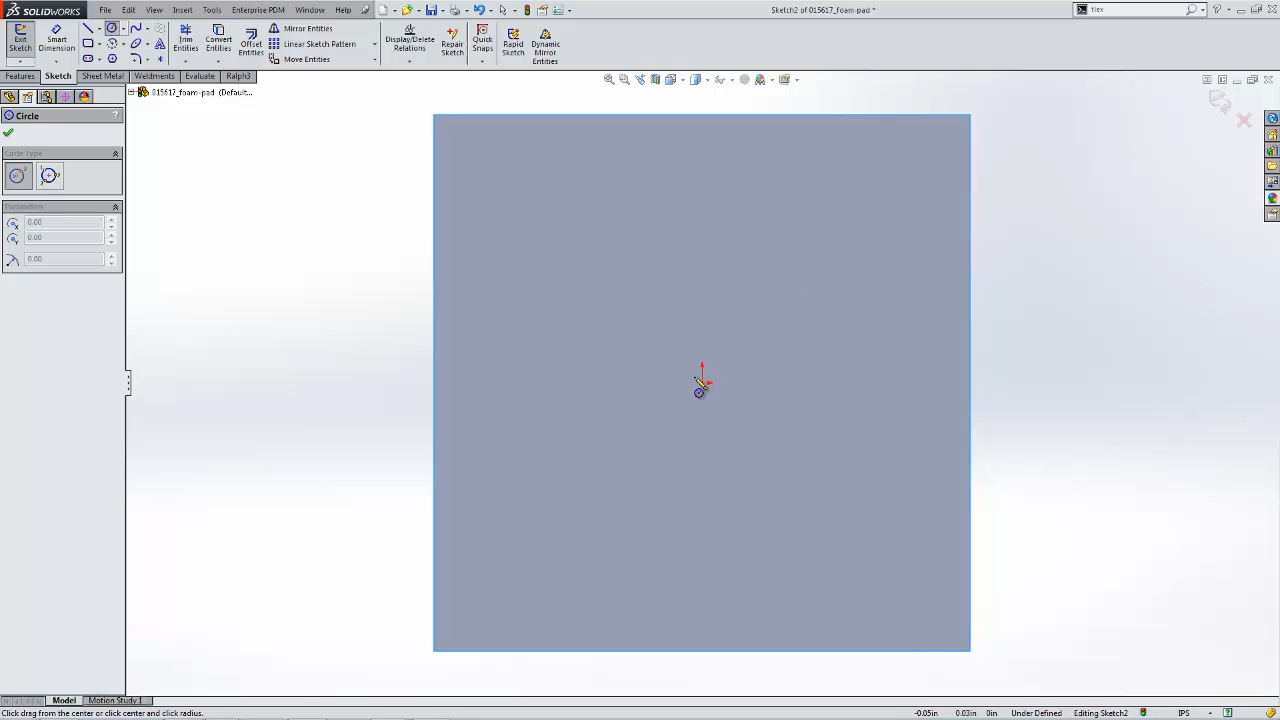 SOLIDWORKS File Edit View Insert Tools Enterprise PDM Window Help Sketch2 of 015617_foam-pad * flex
Exit Sketch
Smart Dimension
Trim Entities
Convert Entities
Offset Entities
Mirror Entities
Linear Sketch Pattern
Move Entities
Display/Delete Relations
Repair Sketch
Quick Snaps
Rapid Sketch
Dynamic Mirror Entities
Features Sketch Sheet Metal Weldments Evaluate Ralph3
015617_foam-pad (Default...
Circle ?
Circle Type
Parameters
0.00
0.00
0.00
Model Motion Study 1
Click drag from the center or click center and click radius. -0.05in 0.03in 0in Under Defined Editing Sketch2 IPS